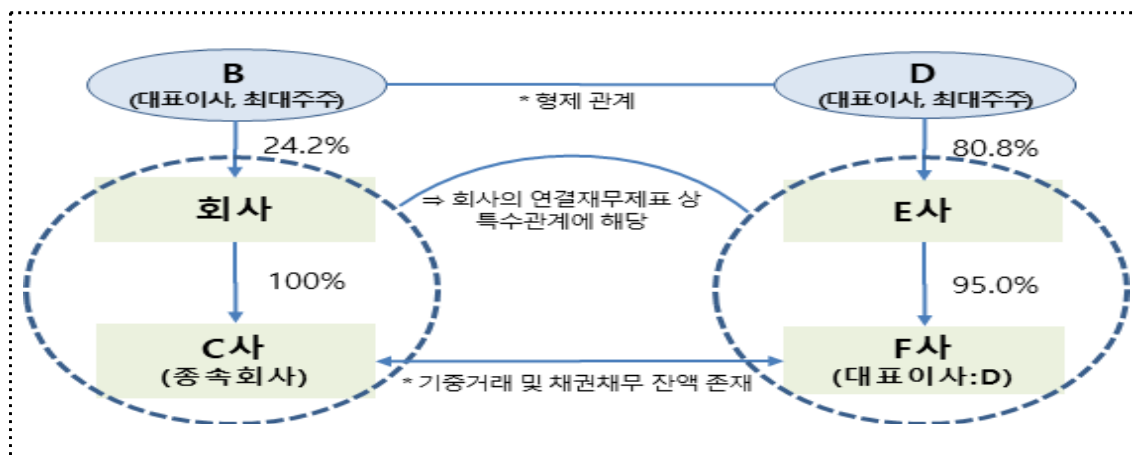 B
(대표이사, 최대주주)
D
(대표이사, 최대주주)
* 형제 관계
24.2%
80.8%
회사
⇒ 회사의 연결재무제표 상
특수관계에 해당
E사
100%
95.0%
C사
(종속회사)
* 기중거래 및 채권채무 잔액 존재
F사
(대표이사:D)